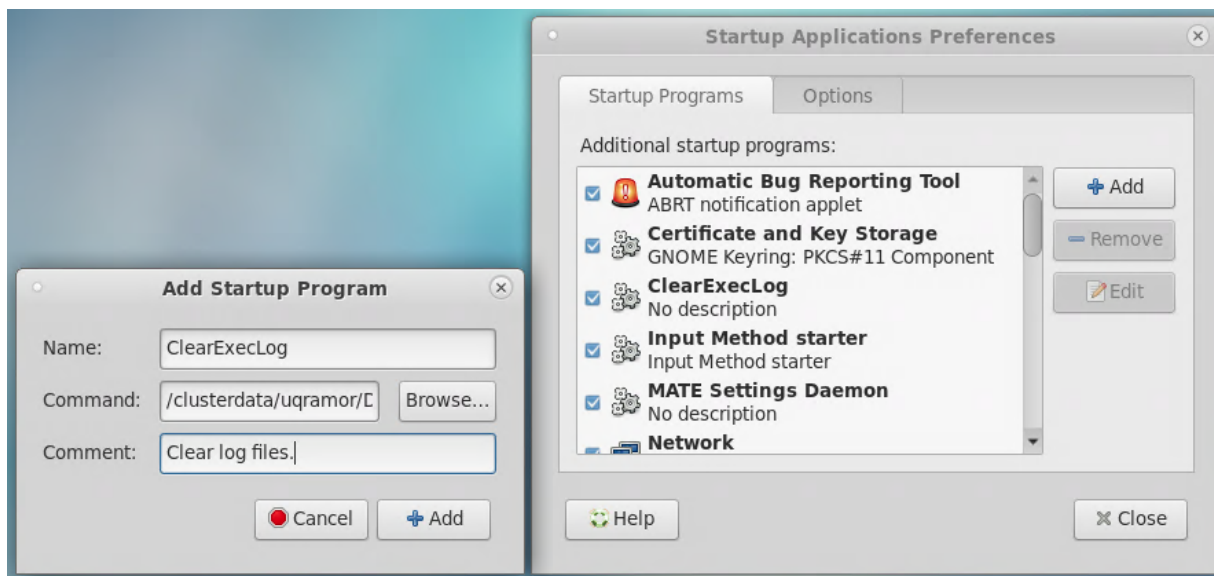 Startup Applications Preferences
Startup Programs
Options
Additional startup programs:
Automatic Bug Reporting Tool
ABRT notification applet
Certificate and Key Storage
GNOME Keyring: PKCS#11 Component
ClearExecLog
No description
Input Method starter
Input Method starter
MATE Settings Daemon
No description
Network
Add
Remove
Edit
Help
Close
Add Startup Program
Name: ClearExecLog
Command: /clusterdata/uqramor/D Browse...
Comment: Clear log files.
Cancel
Add